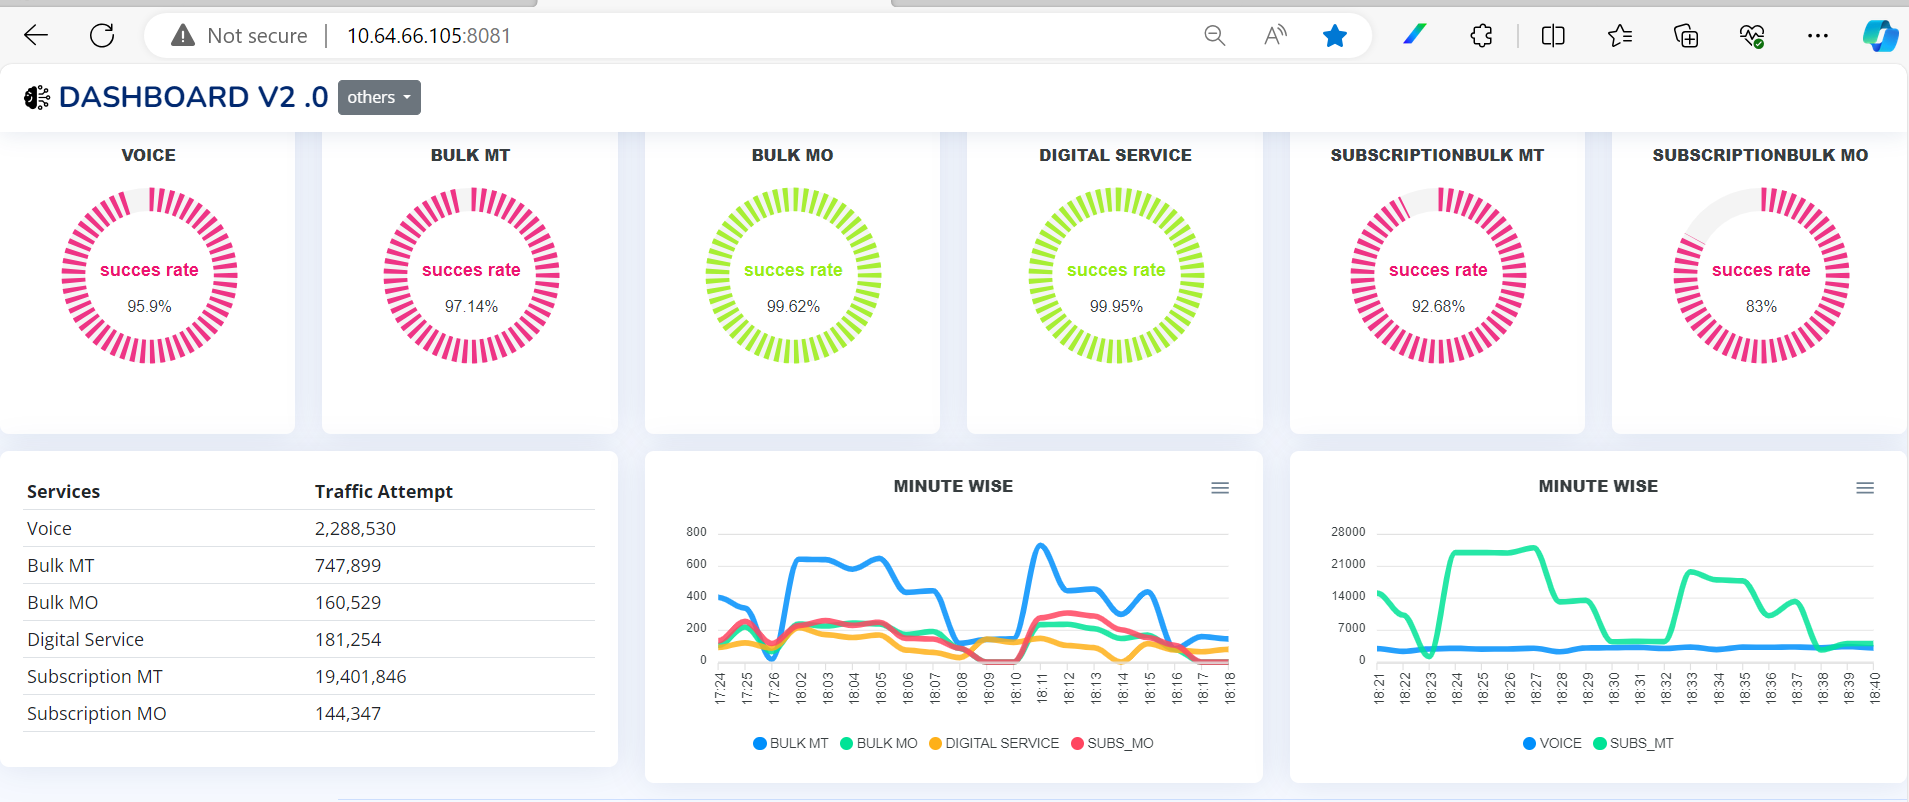 Not secure
10.64.66.105:8081
DASHBOARD V2 .0
others
VOICE
succes rate
95.9%
BULK MT
succes rate
97.14%
BULK MO
succes rate
99.62%
DIGITAL SERVICE
succes rate
99.95%
SUBSCRIPTIONBULK MT
succes rate
92.68%
SUBSCRIPTIONBULK MO
succes rate
83%
Services Traffic Attempt
Voice 2,288,530
Bulk MT 747,899
Bulk MO 160,529
Digital Service 181,254
Subscription MT 19,401,846
Subscription MO 144,347
MINUTE WISE
800
600
400
200
0
17:24 17:25 17:26 18:02 18:03 18:04 18:05 18:06 18:07 18:08 18:09 18:10 18:11 18:12 18:13 18:14 18:15 18:16 18:17 18:18
BULK MT BULK MO DIGITAL SERVICE SUBS_MO
MINUTE WISE
28000
21000
14000
7000
0
18:21 18:22 18:23 18:24 18:25 18:26 18:27 18:28 18:29 18:30 18:31 18:32 18:33 18:34 18:35 18:36 18:37 18:38 18:39 18:40
VOICE SUBS_MT